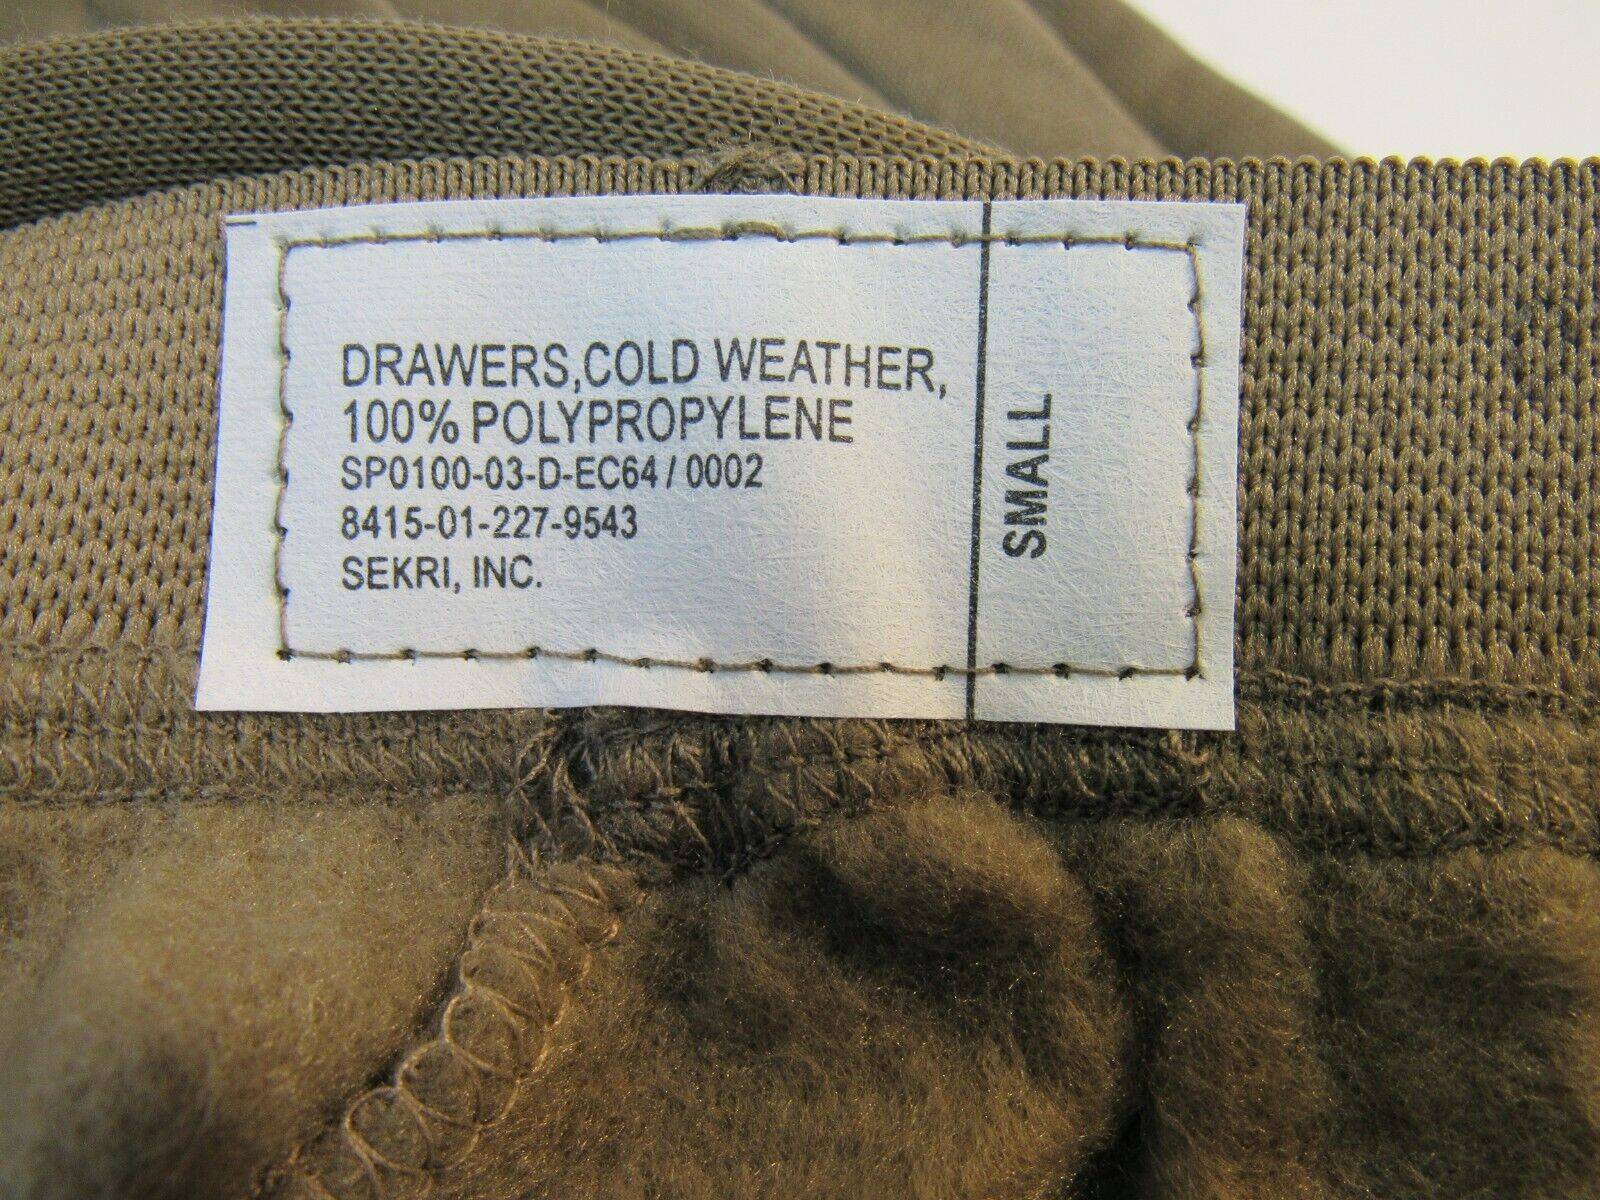 DRAWERS,COLD WEATHER,
100% POLYPROPYLENE
SP0100-03-D-EC64 / 0002
8415-01-227-9543
SEKRI, INC.
SMALL